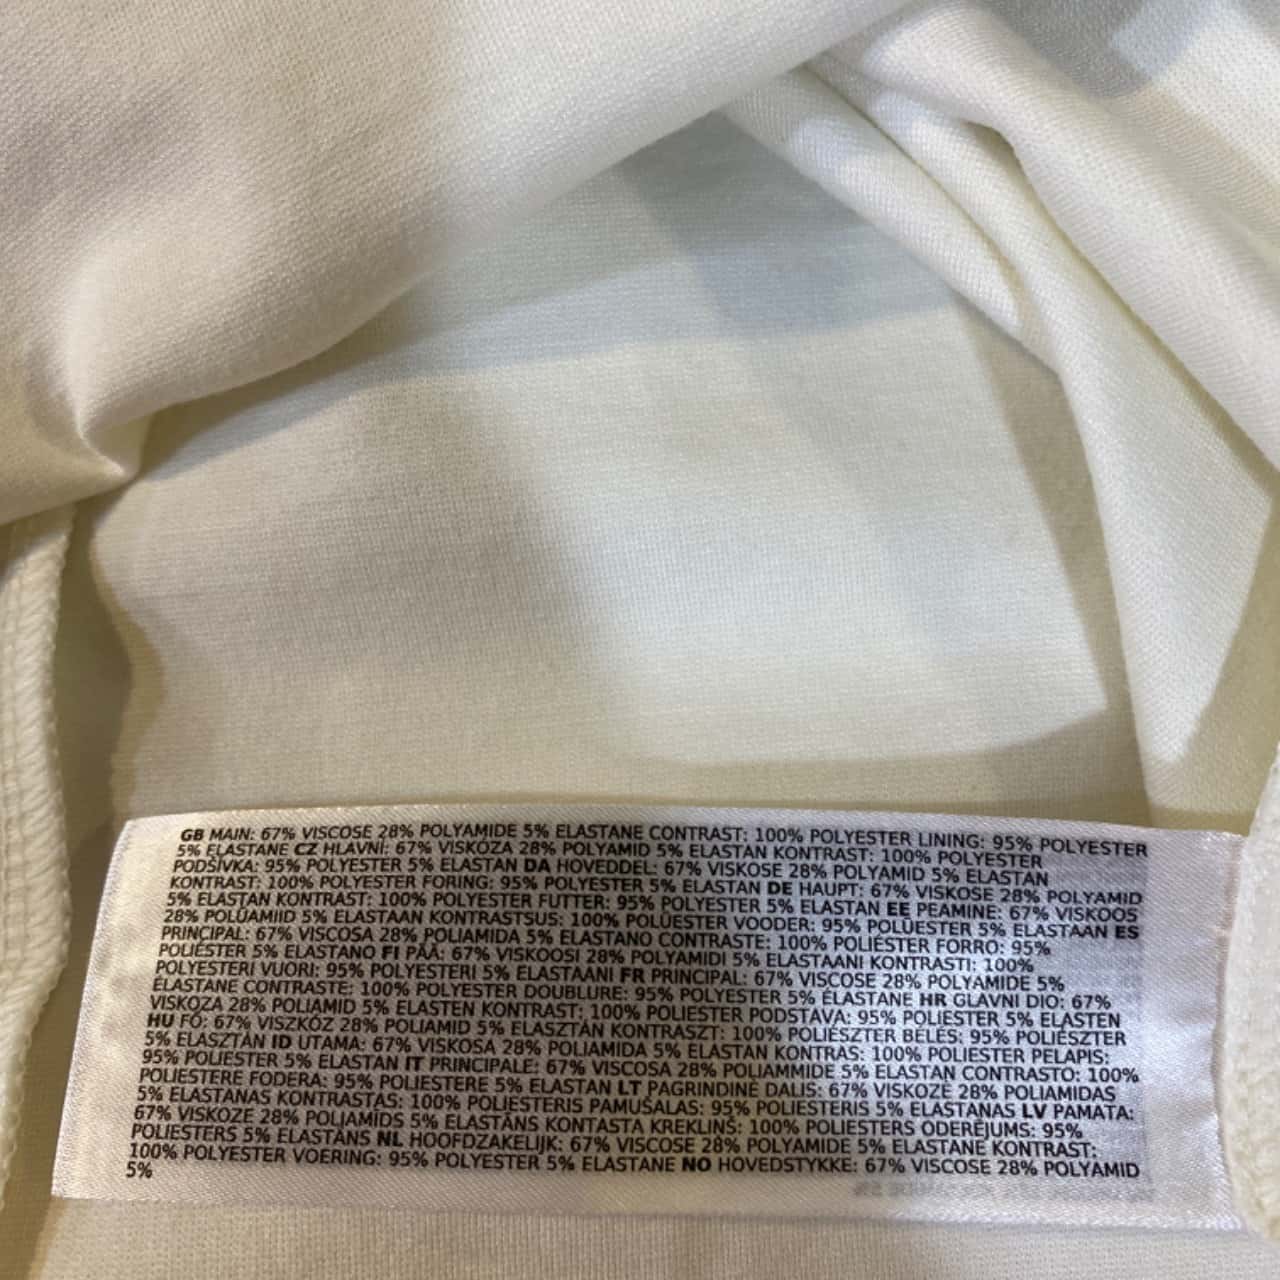 GB MAIN: 67% VISCOSE 28% POLYAMIDE 5% ELASTANE CONTRAST: 100% POLYESTER LINING: 95% POLYESTER
5% ELASTANE CZ HLAVNÍ: 67% VISKÓZA 28% POLYAMID 5% ELASTAN KONTRAST: 100% POLYESTER
PODŠÍVKA: 95% POLYESTER 5% ELASTAN DA HOVEDDEL: 67% VISKOSE 28% POLYAMID 5% ELASTAN
KONTRAST: 100% POLYESTER FORING: 95% POLYESTER 5% ELASTAN DE HAUPT: 67% VISKOSE 28% POLYAMID
5% ELASTAN KONTRAST: 100% POLYESTER FUTTER: 95% POLYESTER 5% ELASTAN EE PEAMINE: 67% VISKOOS
28% POLÜAMIID 5% ELASTAAN KONTRASTSUS: 100% POLÜESTER VOODER: 95% POLÜESTER 5% ELASTAAN ES
PRINCIPAL: 67% VISCOSA 28% POLIAMIDA 5% ELASTANO CONTRASTE: 100% POLIÉSTER FORRO: 95%
POLIÉSTER 5% ELASTANO FI PÄÄ: 67% VISKOOSI 28% POLYAMIDI 5% ELASTAANI KONTRASTI: 100%
POLYESTERI VUORI: 95% POLYESTERI 5% ELASTAANI FR PRINCIPAL: 67% VISCOSE 28% POLYAMIDE 5%
ÉLASTANE CONTRASTE: 100% POLYESTER DOUBLURE: 95% POLYESTER 5% ÉLASTANE HR GLAVNI DIO: 67%
VISKOZA 28% POLIAMID 5% ELASTEN KONTRAST: 100% POLIESTER PODSTAVA: 95% POLIESTER 5% ELASTEN
HU FŐ: 67% VISZKÓZ 28% POLIAMID 5% ELASZTÁN KONTRASZT: 100% POLIÉSZTER BÉLÉS: 95% POLIÉSZTER
5% ELASZTÁN ID UTAMA: 67% VISKOSA 28% POLIAMIDA 5% ELASTAN KONTRAS: 100% POLIESTER PELAPIS:
95% POLIESTER 5% ELASTAN IT PRINCIPALE: 67% VISCOSA 28% POLIAMMIDE 5% ELASTAN CONTRASTO: 100%
POLIESTERE FODERA: 95% POLIESTERE 5% ELASTAN LT PAGRINDINĖ DALIS: 67% VISKOZĖ 28% POLIAMIDAS
5% ELASTANAS KONTRASTAS: 100% POLIESTERIS PAMUŠALAS: 95% POLIESTERIS 5% ELASTANAS LV PAMATA:
67% VISKOZE 28% POLIAMĪDS 5% ELASTĀNS KONTASTA KREKLIŅŠ: 100% POLIESTERS ODERĒJUMS: 95%
POLIESTERS 5% ELASTĀNS NL HOOFDZAKELIJK: 67% VISCOSE 28% POLYAMIDE 5% ELASTANE KONTRAST:
100% POLYESTER VOERING: 95% POLYESTER 5% ELASTANE NO HOVEDSTYKKE: 67% VISCOSE 28% POLYAMID
5%